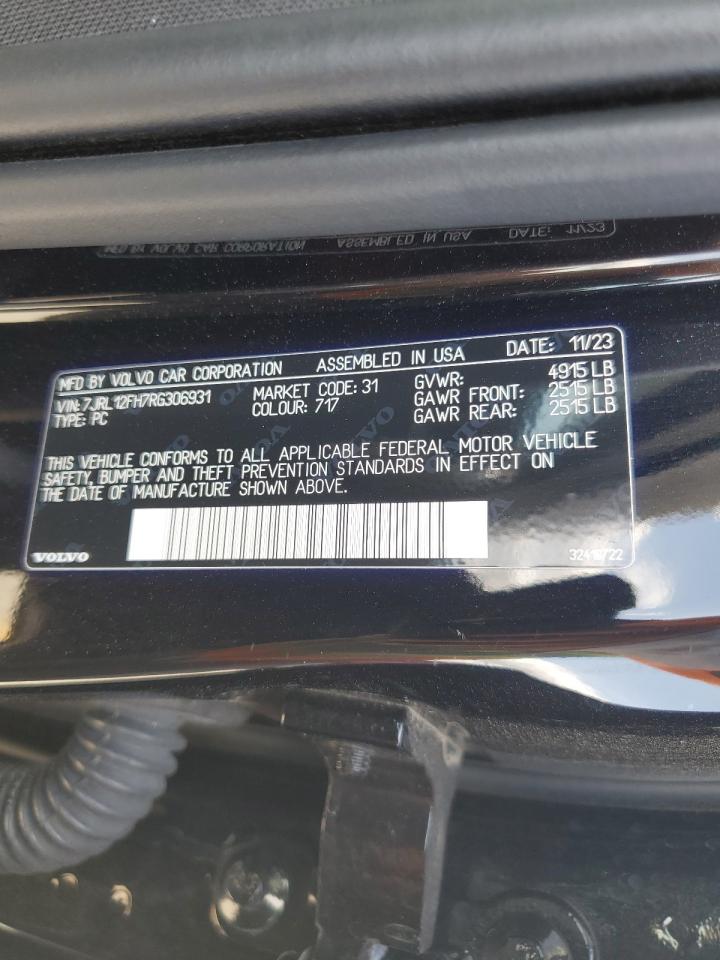 MFD BY VOLVO CAR CORPORATION ASSEMBLED IN USA DATE: 11/23
VIN: 7JRL12FH7RG306931 MARKET CODE: 31 GVWR: 4915 LB
TYPE: PC COLOUR: 717 GAWR FRONT: 2515 LB
GAWR REAR: 2515 LB
THIS VEHICLE CONFORMS TO ALL APPLICABLE FEDERAL MOTOR VEHICLE
SAFETY, BUMPER AND THEFT PREVENTION STANDARDS IN EFFECT ON
THE DATE OF MANUFACTURE SHOWN ABOVE.
VOLVO